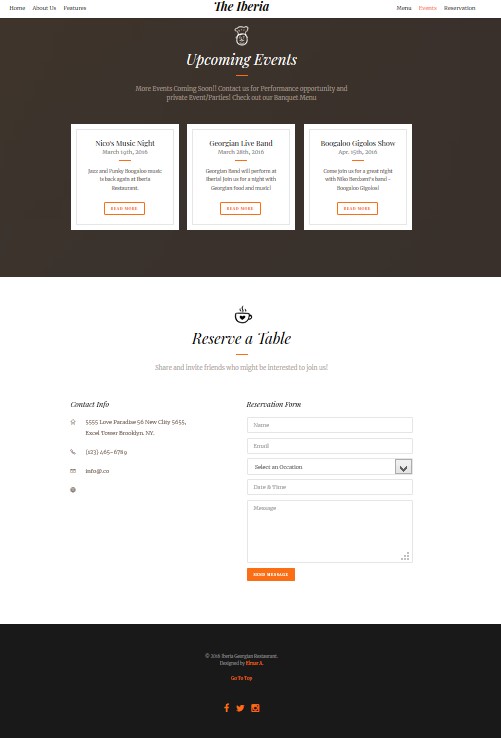 Home About Us Features The Iberia Menu Events Reservation
Upcoming Events
More Events Coming Soon!! Contact us for Performance opportunity and
private Event/Parties! Check out our Banquet Menu
Nico's Music Night
March 14th, 2016
Jazz and Funky Boogaloo music
is back again at Iberia
Restaurant.
READ MORE
Georgian Live Band
March 28th, 2016
Georgian Band will perform at
Iberia! Join us for a night with
Georgian food and music!
READ MORE
Boogaloo Gigolos Show
Apr. 15th, 2016
Come join us for a great night
with Niko Berdzeni's band -
Boogaloo Gigolos!
READ MORE
Reserve a Table
Share and invite friends who might be interested to join us!
Contact Info
5555 Love Paradise 56 New Clity 5655,
Excel Tower Brooklyn. NY.
(123) 465-6789
info@.co
Reservation Form
Name
Email
Select an Occation
Date & Time
Message
SEND MESSAGE
© 2016 Iberia Georgian Restaurant.
Designed by Elmar A.
Go To Top